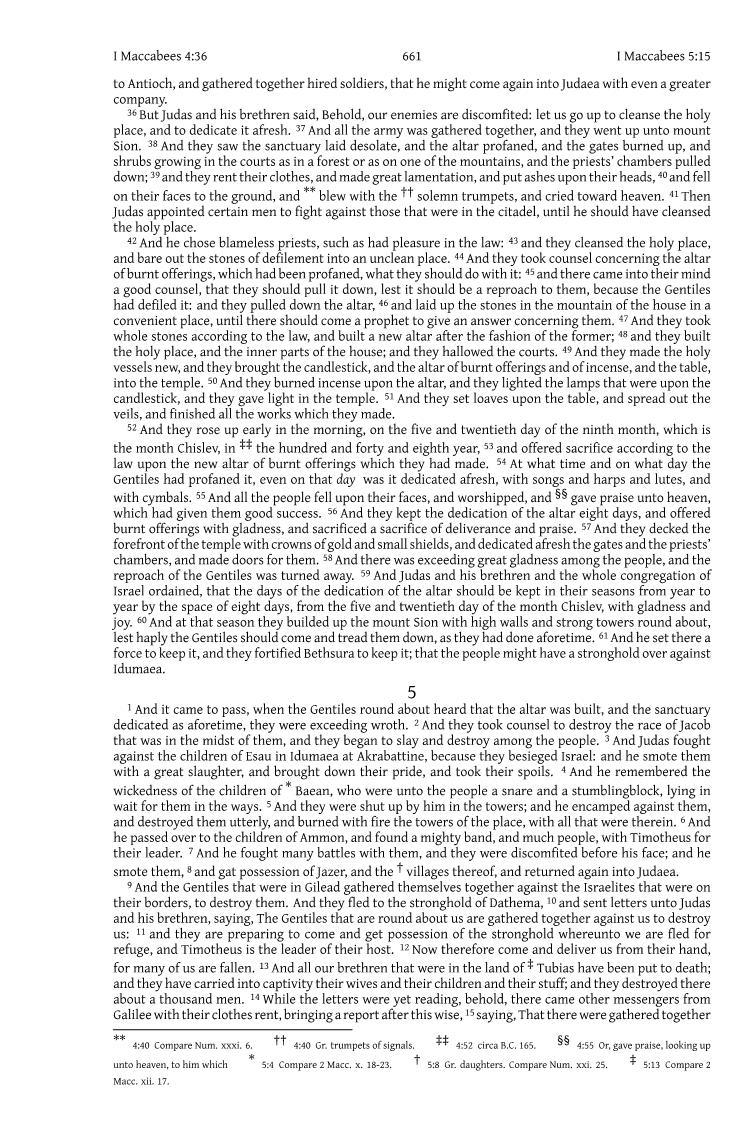 I Maccabees 4:36 661 I Maccabees 5:15
to Antioch, and gathered together hired soldiers, that he might come again into Judaea with even a greater
company.
36 But Judas and his brethren said, Behold, our enemies are discomfited: let us go up to cleanse the holy
place, and to dedicate it afresh. 37 And all the army was gathered together, and they went up unto mount
Sion. 38 And they saw the sanctuary laid desolate, and the altar profaned, and the gates burned up, and
shrubs growing in the courts as in a forest or as on one of the mountains, and the priests’ chambers pulled
down; 39 and they rent their clothes, and made great lamentation, and put ashes upon their heads, 40 and fell
on their faces to the ground, and ** blew with the †† solemn trumpets, and cried toward heaven. 41 Then
Judas appointed certain men to fight against those that were in the citadel, until he should have cleansed
the holy place.
42 And he chose blameless priests, such as had pleasure in the law: 43 and they cleansed the holy place,
and bare out the stones of defilement into an unclean place. 44 And they took counsel concerning the altar
of burnt offerings, which had been profaned, what they should do with it: 45 and there came into their mind
a good counsel, that they should pull it down, lest it should be a reproach to them, because the Gentiles
had defiled it: and they pulled down the altar, 46 and laid up the stones in the mountain of the house in a
convenient place, until there should come a prophet to give an answer concerning them. 47 And they took
whole stones according to the law, and built a new altar after the fashion of the former; 48 and they built
the holy place, and the inner parts of the house; and they hallowed the courts. 49 And they made the holy
vessels new, and they brought the candlestick, and the altar of burnt offerings and of incense, and the table,
into the temple. 50 And they burned incense upon the altar, and they lighted the lamps that were upon the
candlestick, and they gave light in the temple. 51 And they set loaves upon the table, and spread out the
veils, and finished all the works which they made.
52 And they rose up early in the morning, on the five and twentieth day of the ninth month, which is
the month Chislev, in ‡‡ the hundred and forty and eighth year, 53 and offered sacrifice according to the
law upon the new altar of burnt offerings which they had made. 54 At what time and on what day the
Gentiles had profaned it, even on that day was it dedicated afresh, with songs and harps and lutes, and
with cymbals. 55 And all the people fell upon their faces, and worshipped, and §§ gave praise unto heaven,
which had given them good success. 56 And they kept the dedication of the altar eight days, and offered
burnt offerings with gladness, and sacrificed a sacrifice of deliverance and praise. 57 And they decked the
forefront of the temple with crowns of gold and small shields, and dedicated afresh the gates and the priests’
chambers, and made doors for them. 58 And there was exceeding great gladness among the people, and the
reproach of the Gentiles was turned away. 59 And Judas and his brethren and the whole congregation of
Israel ordained, that the days of the dedication of the altar should be kept in their seasons from year to
year by the space of eight days, from the five and twentieth day of the month Chislev, with gladness and
joy. 60 And at that season they builded up the mount Sion with high walls and strong towers round about,
lest haply the Gentiles should come and tread them down, as they had done aforetime. 61 And he set there a
force to keep it, and they fortified Bethsura to keep it; that the people might have a stronghold over against
Idumaea.
5
1 And it came to pass, when the Gentiles round about heard that the altar was built, and the sanctuary
dedicated as aforetime, they were exceeding wroth. 2 And they took counsel to destroy the race of Jacob
that was in the midst of them, and they began to slay and destroy among the people. 3 And Judas fought
against the children of Esau in Idumaea at Akrabattine, because they besieged Israel: and he smote them
with a great slaughter, and brought down their pride, and took their spoils. 4 And he remembered the
wickedness of the children of * Baean, who were unto the people a snare and a stumblingblock, lying in
wait for them in the ways. 5 And they were shut up by him in the towers; and he encamped against them,
and destroyed them utterly, and burned with fire the towers of the place, with all that were therein. 6 And
he passed over to the children of Ammon, and found a mighty band, and much people, with Timotheus for
their leader. 7 And he fought many battles with them, and they were discomfited before his face; and he
smote them, 8 and gat possession of Jazer, and the † villages thereof, and returned again into Judaea.
9 And the Gentiles that were in Gilead gathered themselves together against the Israelites that were on
their borders, to destroy them. And they fled to the stronghold of Dathema, 10 and sent letters unto Judas
and his brethren, saying, The Gentiles that are round about us are gathered together against us to destroy
us: 11 and they are preparing to come and get possession of the stronghold whereunto we are fled for
refuge, and Timotheus is the leader of their host. 12 Now therefore come and deliver us from their hand,
for many of us are fallen. 13 And all our brethren that were in the land of ‡ Tubias have been put to death;
and they have carried into captivity their wives and their children and their stuff; and they destroyed there
about a thousand men. 14 While the letters were yet reading, behold, there came other messengers from
Galilee with their clothes rent, bringing a report after this wise, 15 saying, That there were gathered together
** 4:40 Compare Num. xxxi. 6. †† 4:40 Gr. trumpets of signals. ‡‡ 4:52 circa B.C. 165. §§ 4:55 Or, gave praise, looking up
unto heaven, to him which * 5:4 Compare 2 Macc. x. 18-23. † 5:8 Gr. daughters. Compare Num. xxi. 25. ‡ 5:13 Compare 2
Macc. xii. 17.